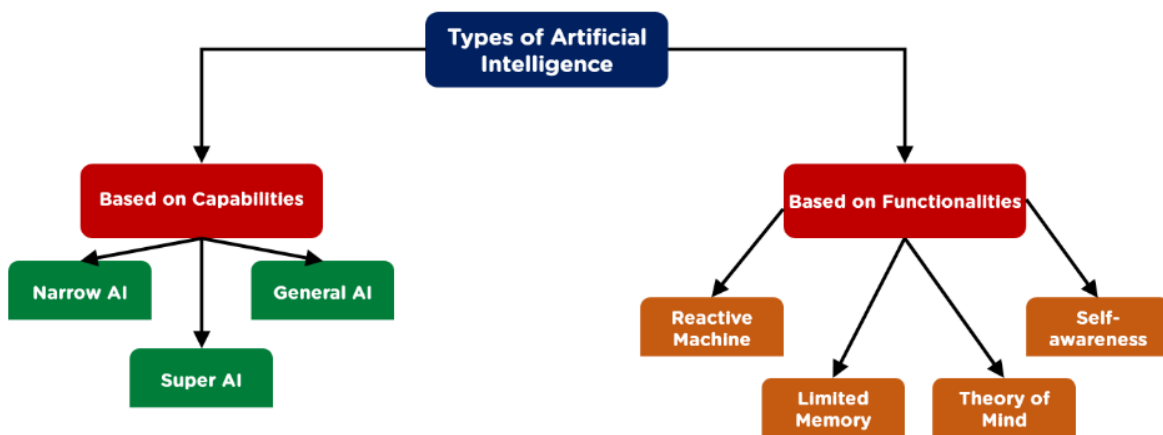 Types of Artificial
Intelligence
Based on Capabilities
Based on Functionalities
Narrow AI
General AI
Super AI
Reactive
Machine
Self-
awareness
Limited
Memory
Theory of
Mind